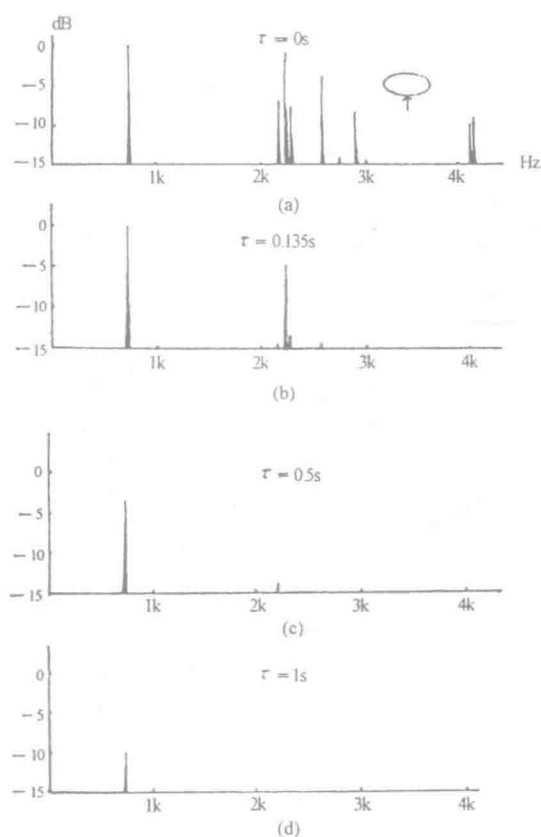 dB
τ = 0s
0
−5
−10
−15
1k
2k
3k
4k
Hz
(a)
τ = 0.135s
0
−5
−10
−15
1k
2k
3k
4k
(b)
τ = 0.5s
0
−5
−10
−15
1k
2k
3k
4k
(c)
τ = 1s
0
−5
−10
−15
1k
2k
3k
4k
(d)